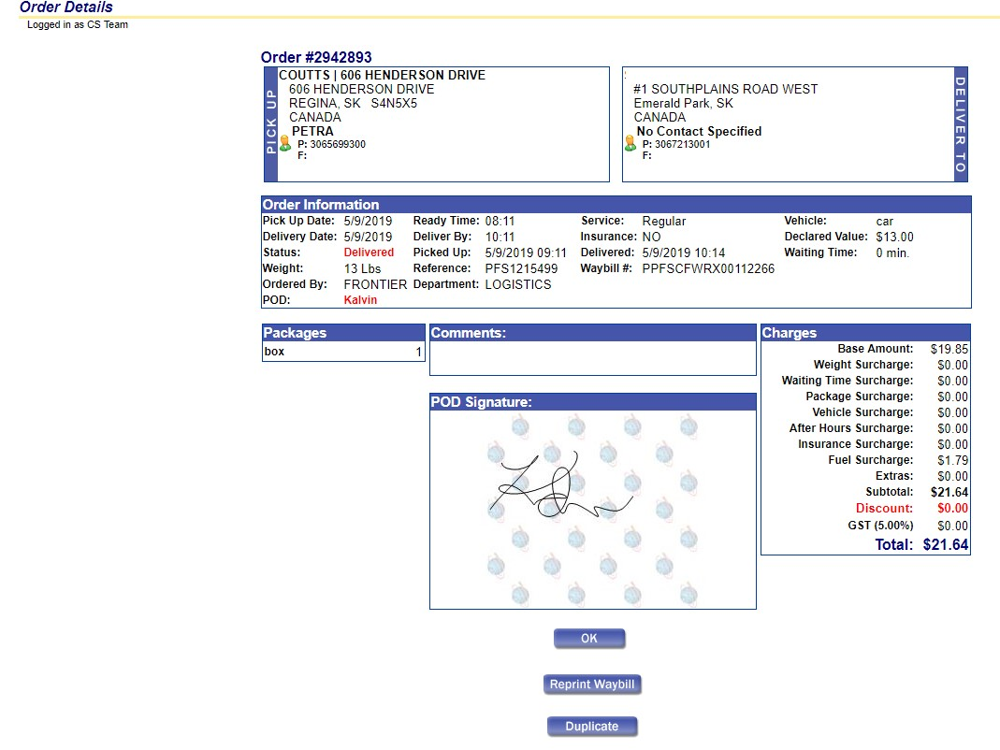 Order Details
Logged in as CS Team
Order #2942893
PICK UP
COUTTS | 606 HENDERSON DRIVE
606 HENDERSON DRIVE
REGINA, SK S4N5X5
CANADA
PETRA
P: 3065699300
F:
#1 SOUTHPLAINS ROAD WEST
Emerald Park, SK
CANADA
No Contact Specified
P: 3067213001
F:
DELIVER TO
Order Information
Pick Up Date: 5/9/2019 Ready Time: 08:11 Service: Regular Vehicle: car
Delivery Date: 5/9/2019 Deliver By: 10:11 Insurance: NO Declared Value: $13.00
Status: Delivered Picked Up: 5/9/2019 09:11 Delivered: 5/9/2019 10:14 Waiting Time: 0 min.
Weight: 13 Lbs Reference: PFS1215499 Waybill #: PPFSCFWRX00112266
Ordered By: FRONTIER Department: LOGISTICS
POD: Kalvin
Packages
box 1
Comments:
POD Signature:
Charges
Base Amount: $19.85
Weight Surcharge: $0.00
Waiting Time Surcharge: $0.00
Package Surcharge: $0.00
Vehicle Surcharge: $0.00
After Hours Surcharge: $0.00
Insurance Surcharge: $0.00
Fuel Surcharge: $1.79
Extras: $0.00
Subtotal: $21.64
Discount: $0.00
GST (5.00%) $0.00
Total: $21.64
OK
Reprint Waybill
Duplicate